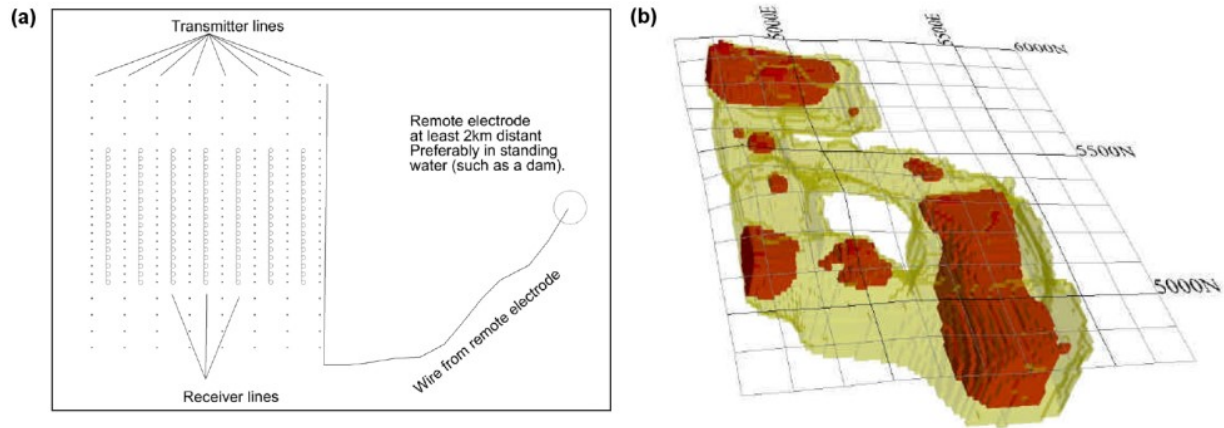 (a)
Transmitter lines
Remote electrode
at least 2km distant
Preferably in standing
water (such as a dam).
Wire from remote electrode
Receiver lines
(b)
5000E
5500E
6000N
5500N
5000N